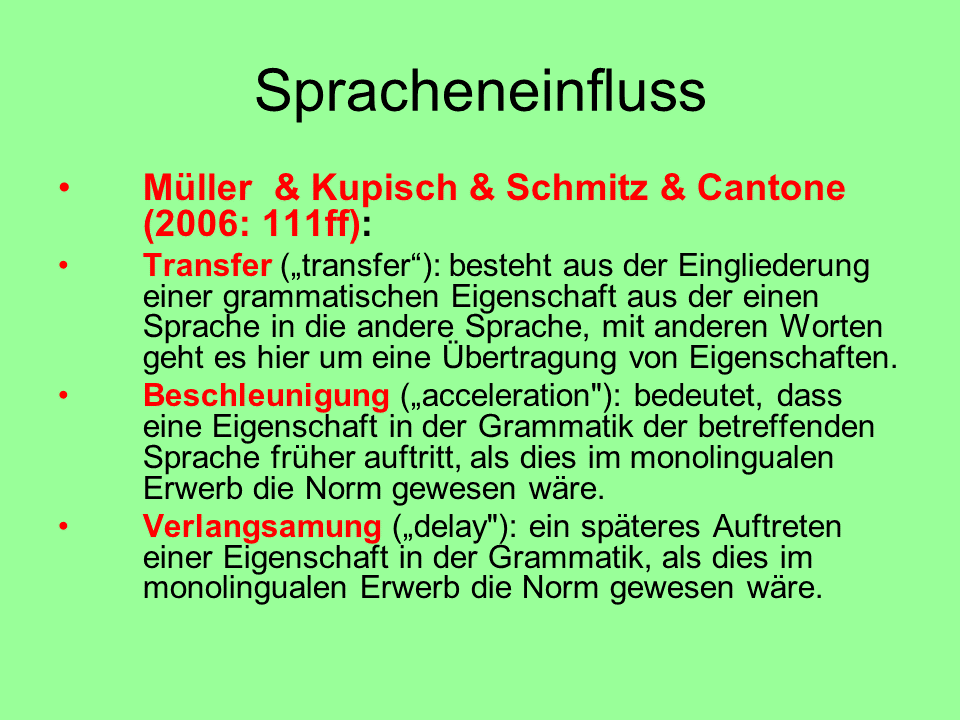 Spracheneinfluss
• Müller & Kupisch & Schmitz & Cantone
(2006: 111ff):
• Transfer („transfer“): besteht aus der Eingliederung
einer grammatischen Eigenschaft aus der einen
Sprache in die andere Sprache, mit anderen Worten
geht es hier um eine Übertragung von Eigenschaften.
• Beschleunigung („acceleration"): bedeutet, dass
eine Eigenschaft in der Grammatik der betreffenden
Sprache früher auftritt, als dies im monolingualen
Erwerb die Norm gewesen wäre.
• Verlangsamung („delay"): ein späteres Auftreten
einer Eigenschaft in der Grammatik, als dies im
monolingualen Erwerb die Norm gewesen wäre.